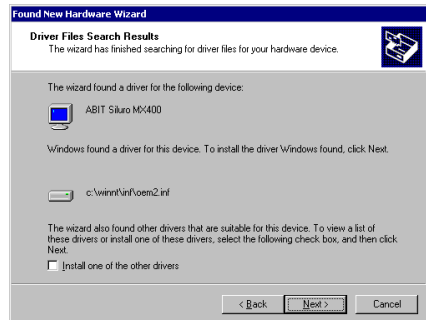 Found New Hardware Wizard
Driver Files Search Results
The wizard has finished searching for driver files for your hardware device.
The wizard found a driver for the following device:
ABIT Siluro MX400
Windows found a driver for this device. To install the driver Windows found, click Next.
c:\winnt\inf\oem2.inf
The wizard also found other drivers that are suitable for this device. To view a list of
these drivers or install one of these drivers, select the following check box, and then click
Next.
Install one of the other drivers
< Back
Next >
Cancel